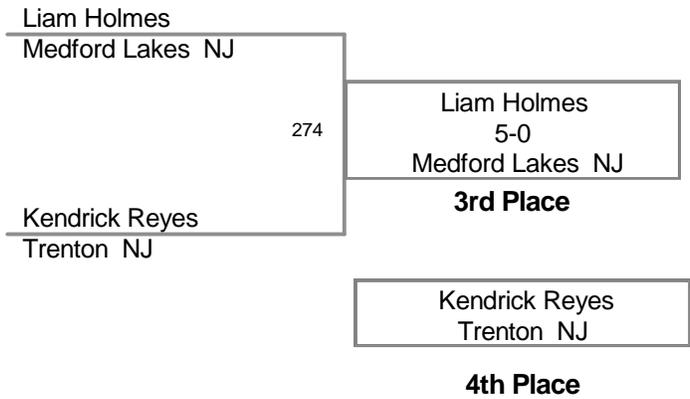 Liam Holmes
Medford Lakes NJ
274
Liam Holmes
5-0
Medford Lakes NJ
3rd Place
Kendrick Reyes
Trenton NJ
Kendrick Reyes
Trenton NJ
4th Place